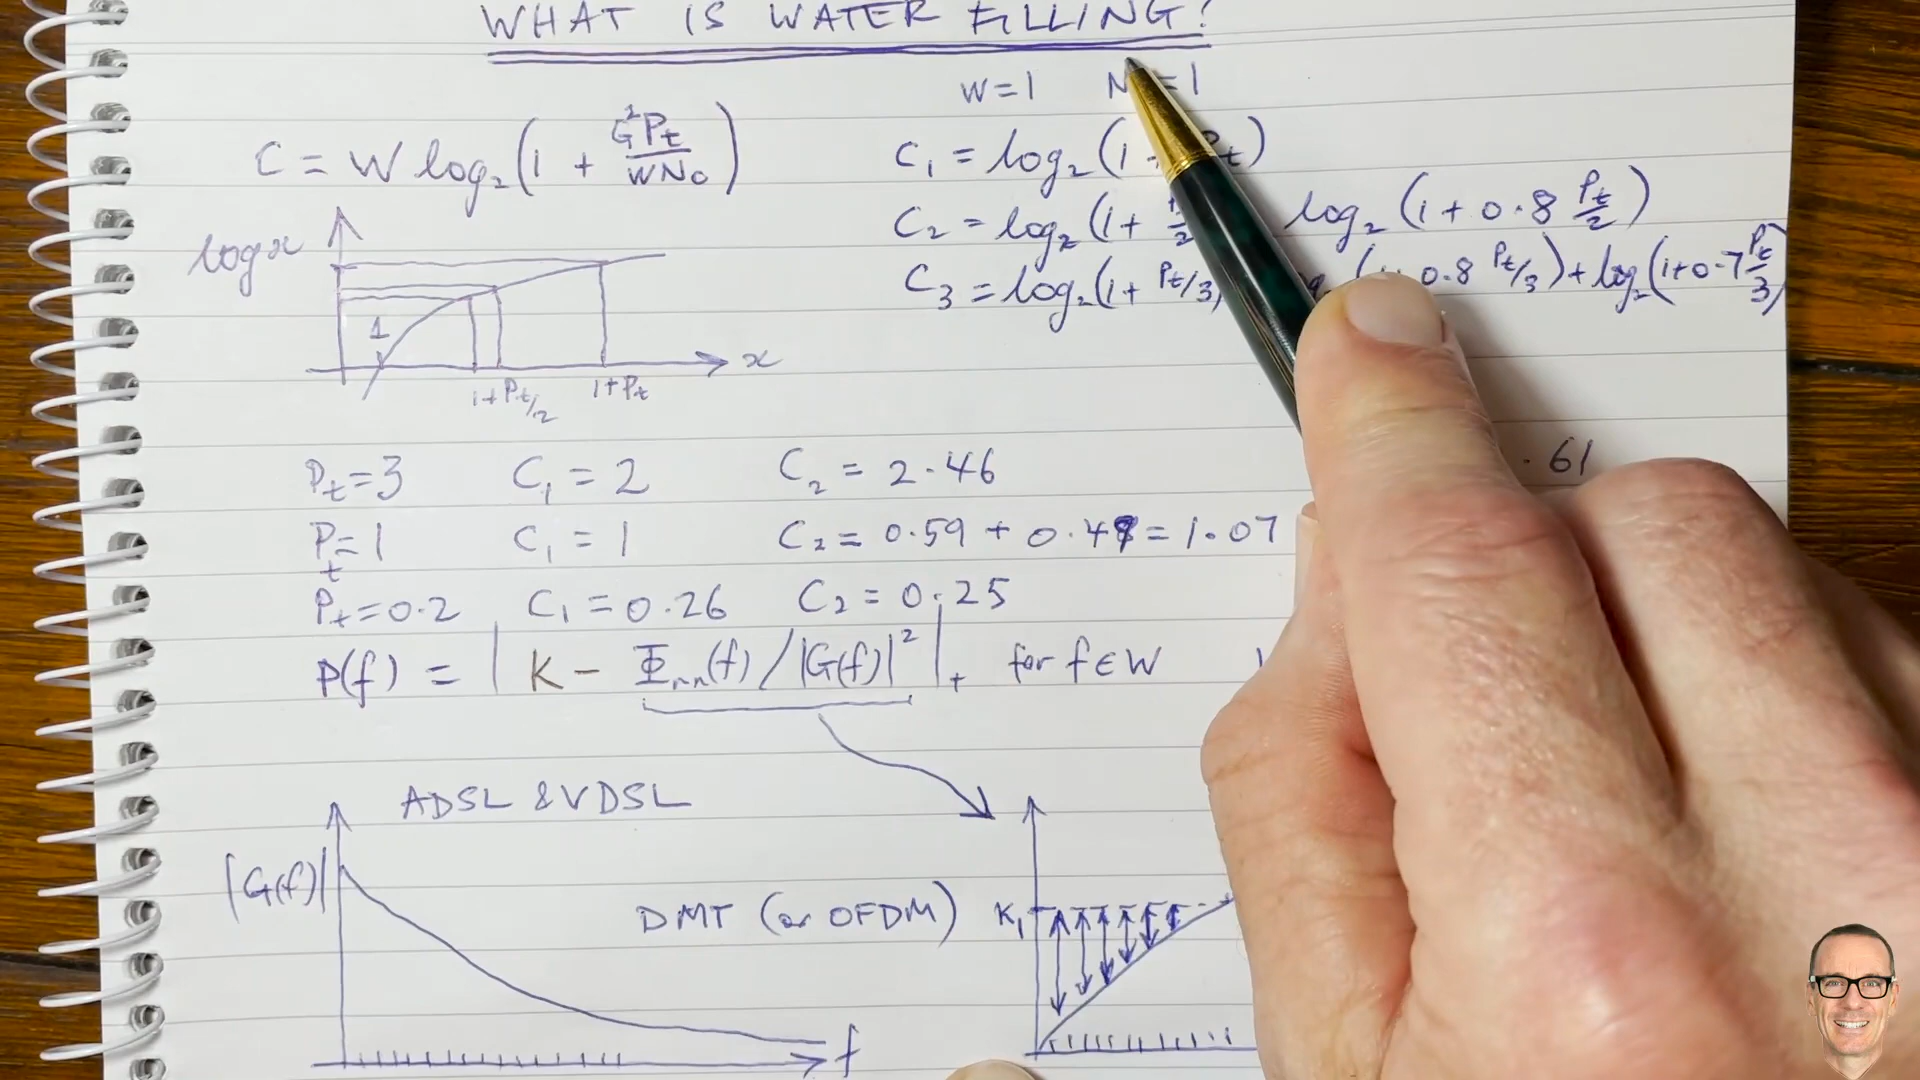 WHAT IS WATER FILLING?
W=1 N =1
C = W log₂(1 + G²Pt/WN₀)
C₁ = log₂(1 + Pt)
C₂ = log₂(1 + log₂(1 + 0.8 Pt/2)
C₃ = log₂(1 + Pt/3) 0.8 Pt/3) + log₂(1+0.7 Pt/3)
log x
1
x
1+Pt/2
1+Pt
Pt=3 C₁ = 2 C₂ = 2.46 .61
Pt=1 C₁ = 1 C₂ = 0.59 + 0.48 = 1.07
Pt=0.2 C₁ = 0.26 C₂ = 0.25
P(f) = | K - Φnn(f) / |G(f)|² |+ for f∈W
ADSL & VDSL
|G(f)|
DMT (or OFDM)
K₁
f